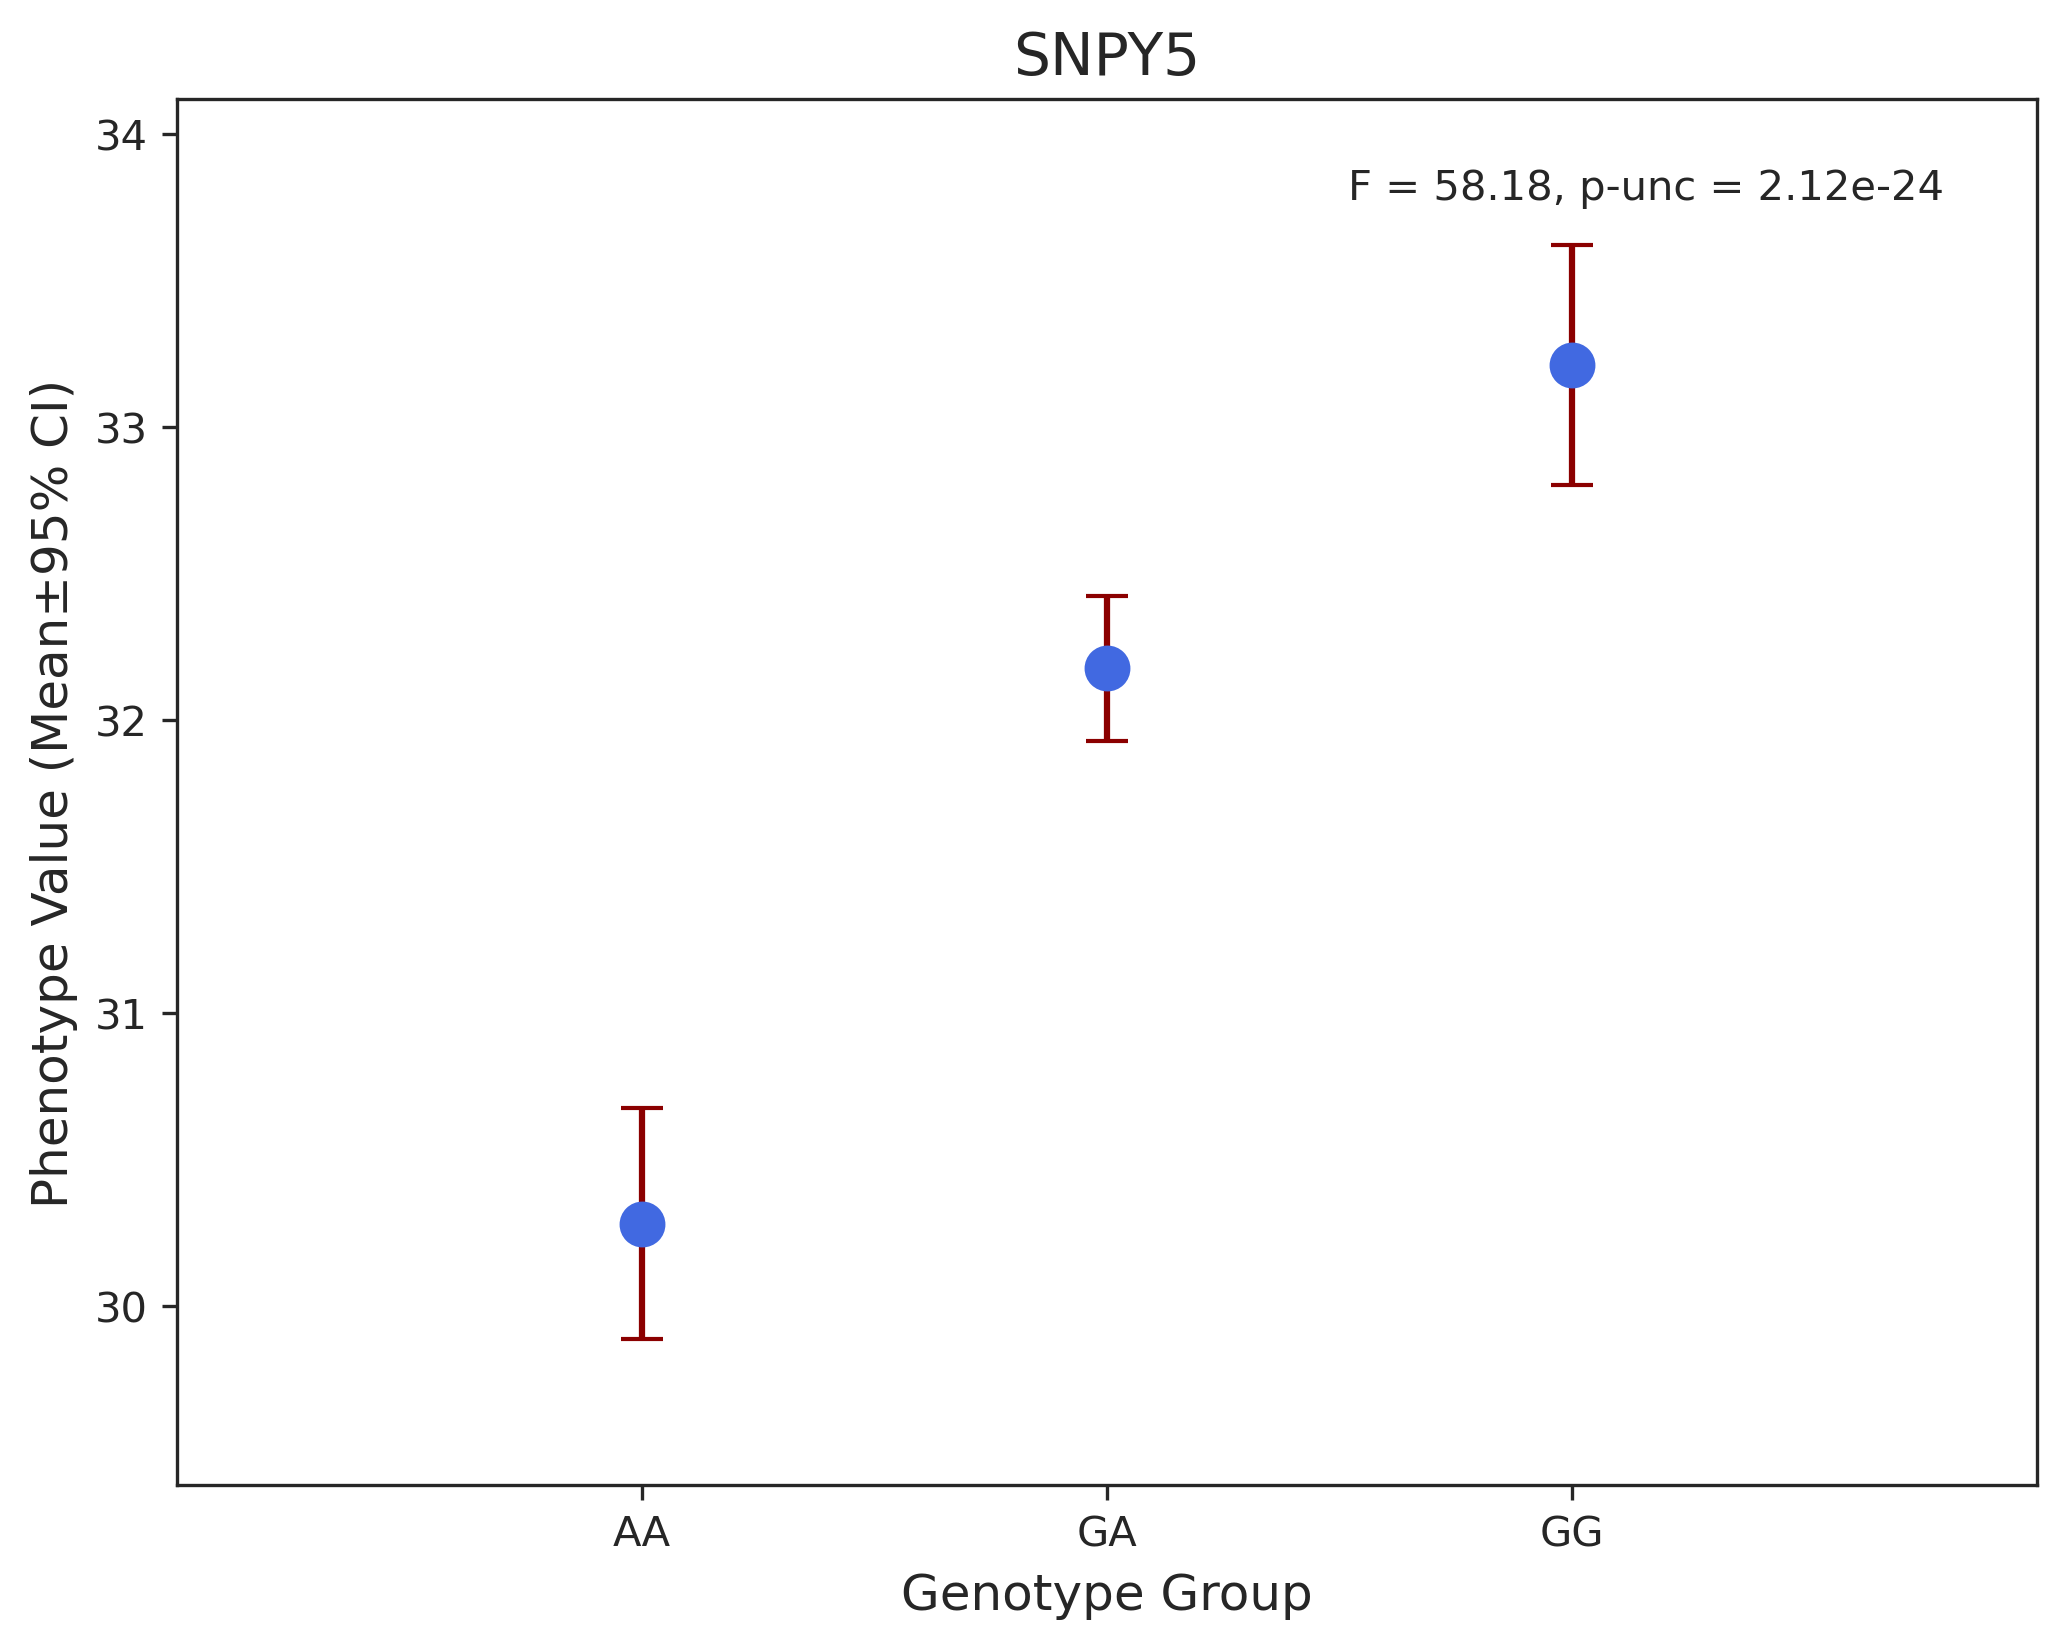 SNPY5
F = 58.18, p-unc = 2.12e-24
Phenotype Value (Mean±95% CI)
34
33
32
31
30
AA
GA
GG
Genotype Group